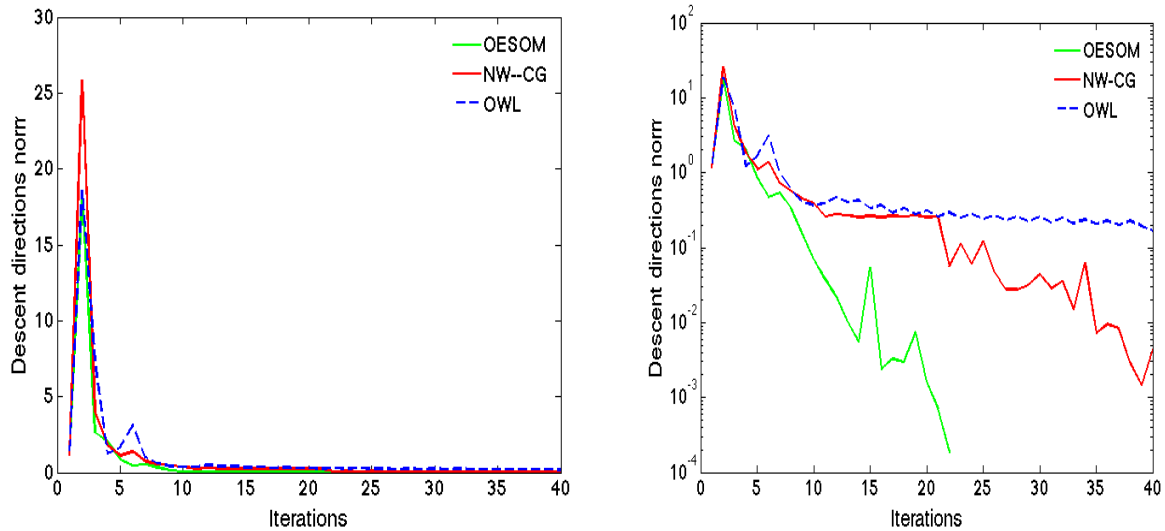 30
25
20
15
10
5
0
0 5 10 15 20 25 30 35 40
Descent directions norm
Iterations
OESOM
NW--CG
OWL
10^2
10^1
10^0
10^-1
10^-2
10^-3
10^-4
0 5 10 15 20 25 30 35 40
Descent directions norm
Iterations
OESOM
NW-CG
OWL